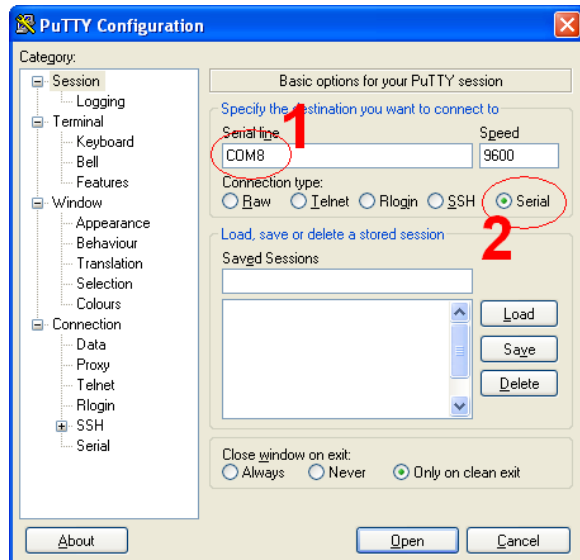 PuTTY Configuration
Category:
Session
Logging
Terminal
Keyboard
Bell
Features
Window
Appearance
Behaviour
Translation
Selection
Colours
Connection
Data
Proxy
Telnet
Rlogin
SSH
Serial
Basic options for your PuTTY session
Specify the destination you want to connect to
1
Serial line Speed
COM8 9600
Connection type:
Raw Telnet Rlogin SSH Serial
2
Load, save or delete a stored session
Saved Sessions
Load
Save
Delete
Close window on exit:
Always Never Only on clean exit
About Open Cancel